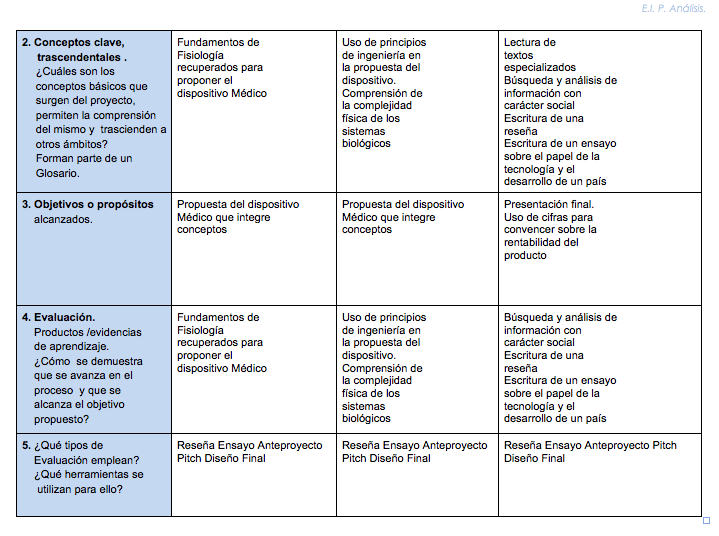 E.I. P. Análisis.
2. Conceptos clave,
trascendentales .
¿Cuáles son los
conceptos básicos que
surgen del proyecto,
permiten la comprensión
del mismo y trascienden a
otros ámbitos?
Forman parte de un
Glosario.
Fundamentos de
Fisiología
recuperados para
proponer el
dispositivo Médico
Uso de principios
de ingeniería en
la propuesta del
dispositivo.
Comprensión de
la complejidad
física de los
sistemas
biológicos
Lectura de
textos
especializados
Búsqueda y análisis de
información con
carácter social
Escritura de una
reseña
Escritura de un ensayo
sobre el papel de la
tecnología y el
desarrollo de un país
3. Objetivos o propósitos
alcanzados.
Propuesta del dispositivo
Médico que integre
conceptos
Propuesta del dispositivo
Médico que integre
conceptos
Presentación final.
Uso de cifras para
convencer sobre la
rentabilidad del
producto
4. Evaluación.
Productos /evidencias
de aprendizaje.
¿Cómo se demuestra
que se avanza en el
proceso y que se
alcanza el objetivo
propuesto?
Fundamentos de
Fisiología
recuperados para
proponer el
dispositivo Médico
Uso de principios
de ingeniería en
la propuesta del
dispositivo.
Comprensión de
la complejidad
física de los
sistemas
biológicos
Búsqueda y análisis de
información con
carácter social
Escritura de una
reseña
Escritura de un ensayo
sobre el papel de la
tecnología y el
desarrollo de un país
5. ¿Qué tipos de
Evaluación emplean?
¿Qué herramientas se
utilizan para ello?
Reseña Ensayo Anteproyecto
Pitch Diseño Final
Reseña Ensayo Anteproyecto
Pitch Diseño Final
Reseña Ensayo Anteproyecto Pitch
Diseño Final